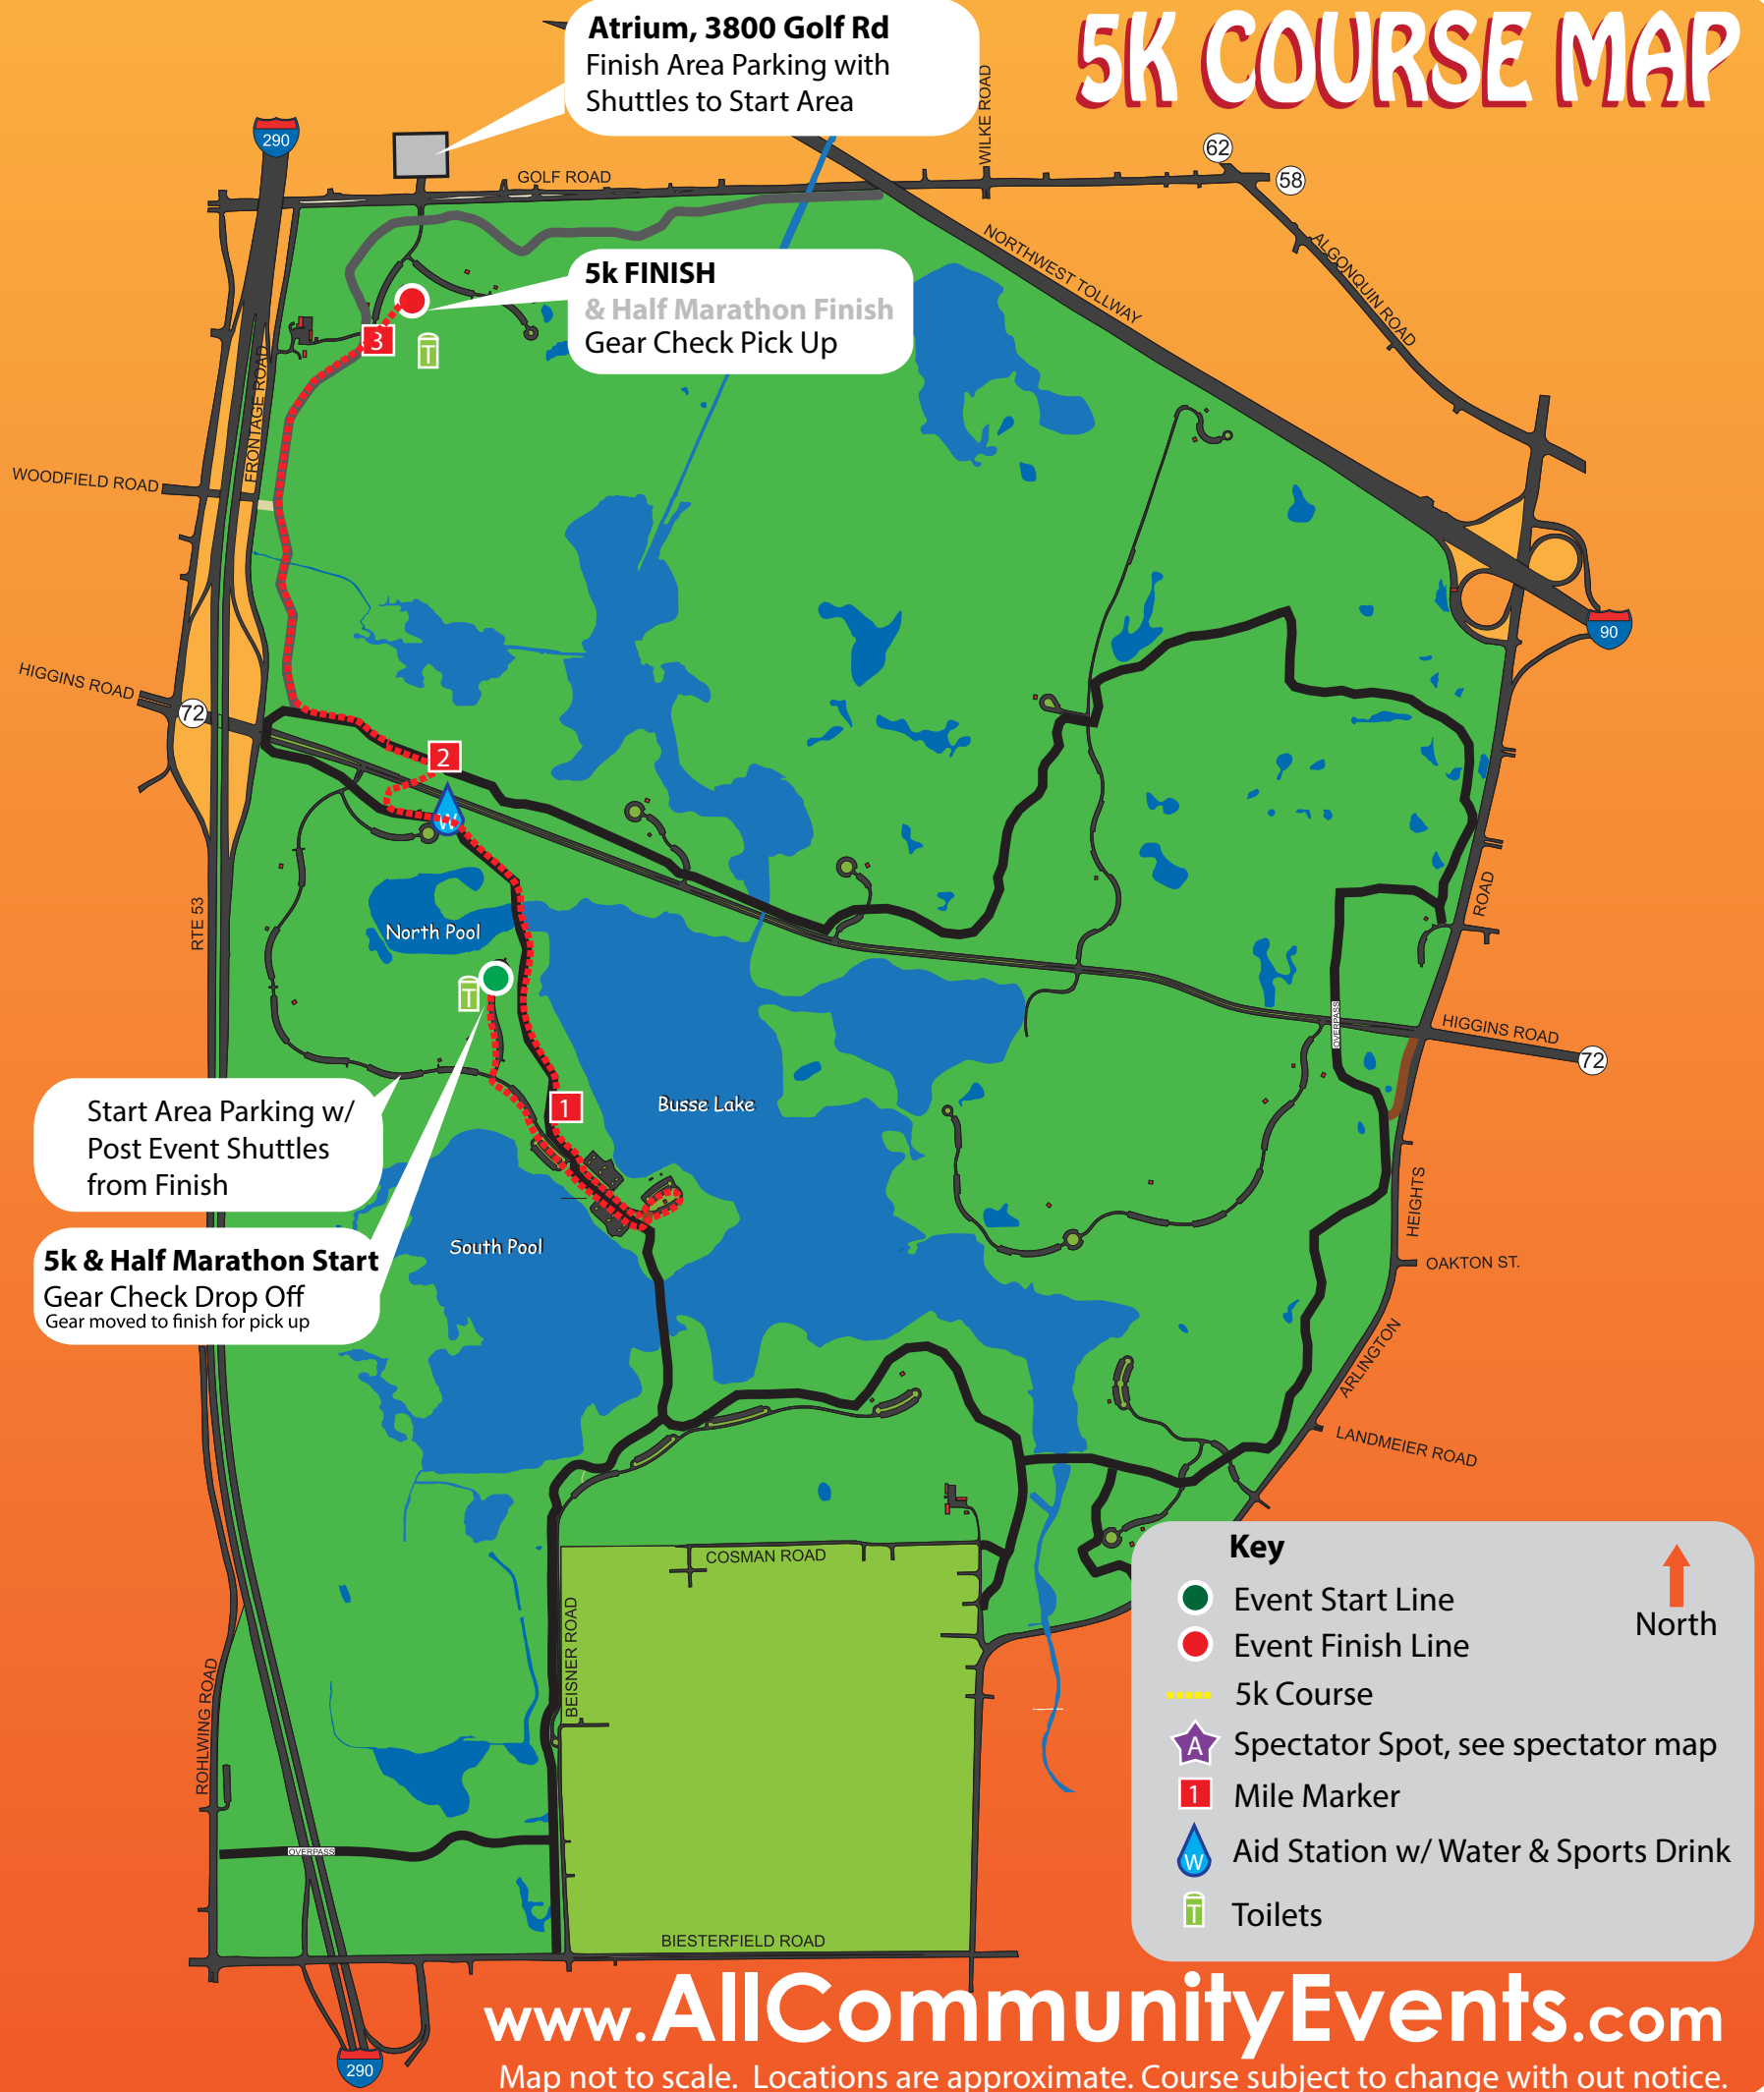 5K COURSE MAP
Atrium, 3800 Golf Rd
Finish Area Parking with
Shuttles to Start Area
290
GOLF ROAD
WILKE ROAD
62
58
ALGONQUIN ROAD
NORTHWEST TOLLWAY
5k FINISH
& Half Marathon Finish
Gear Check Pick Up
3
T
FRONTAGE ROAD
WOODFIELD ROAD
90
HIGGINS ROAD
72
2
W
RTE 53
North Pool
T
ROAD
OVERPASS
HIGGINS ROAD
72
Start Area Parking w/
Post Event Shuttles
from Finish
1
Busse Lake
5k & Half Marathon Start
Gear Check Drop Off
Gear moved to finish for pick up
South Pool
HEIGHTS
OAKTON ST.
ARLINGTON
LANDMEIER ROAD
COSMAN ROAD
BEISNER ROAD
ROHLWING ROAD
OVERPASS
BIESTERFIELD ROAD
290
Key
Event Start Line
Event Finish Line
5k Course
A Spectator Spot, see spectator map
1 Mile Marker
W Aid Station w/ Water & Sports Drink
T Toilets
North
www.AllCommunityEvents.com
Map not to scale. Locations are approximate. Course subject to change with out notice.